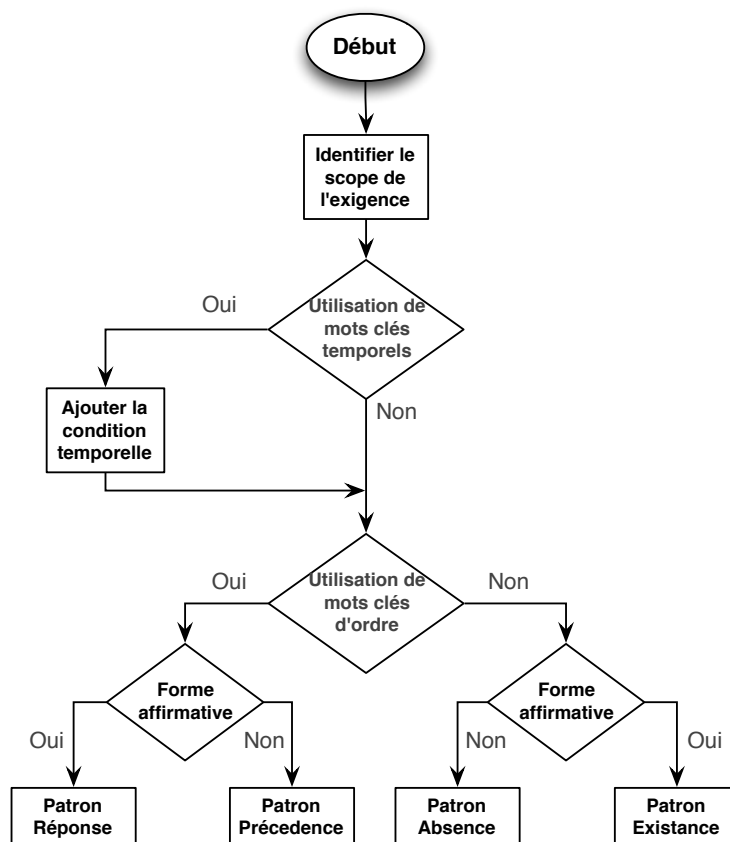 Début
Identifier le
scope de
l'exigence
Oui
Utilisation de
mots clés
temporels
Ajouter la
condition
temporelle
Non
Oui
Utilisation de
mots clés
d'ordre
Non
Forme
affirmative
Forme
affirmative
Oui
Non
Non
Oui
Patron
Réponse
Patron
Précedence
Patron
Absence
Patron
Existance